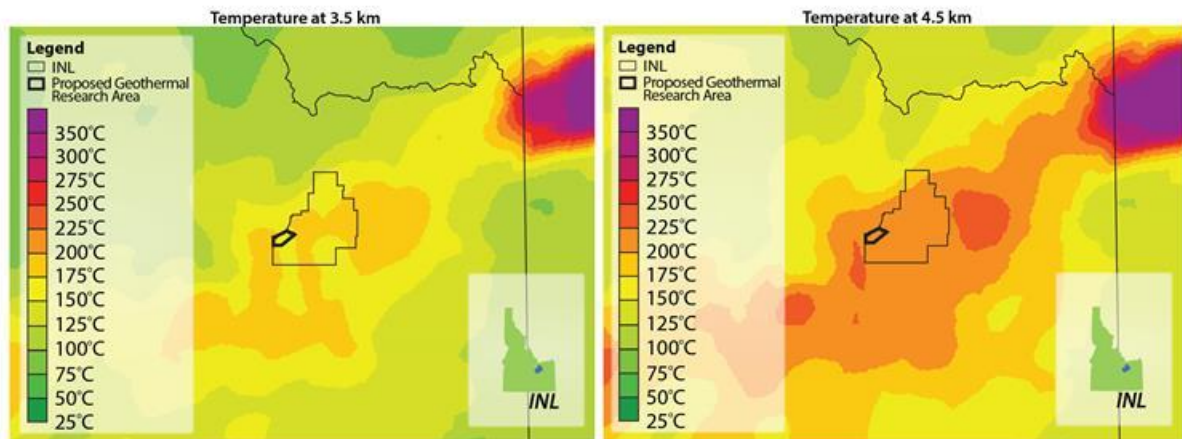 Temperature at 3.5 km
Legend
INL
Proposed Geothermal
Research Area
350°C
300°C
275°C
250°C
225°C
200°C
175°C
150°C
125°C
100°C
75°C
50°C
25°C
INL
Temperature at 4.5 km
Legend
INL
Proposed Geothermal
Research Area
350°C
300°C
275°C
250°C
225°C
200°C
175°C
150°C
125°C
100°C
75°C
50°C
25°C
INL